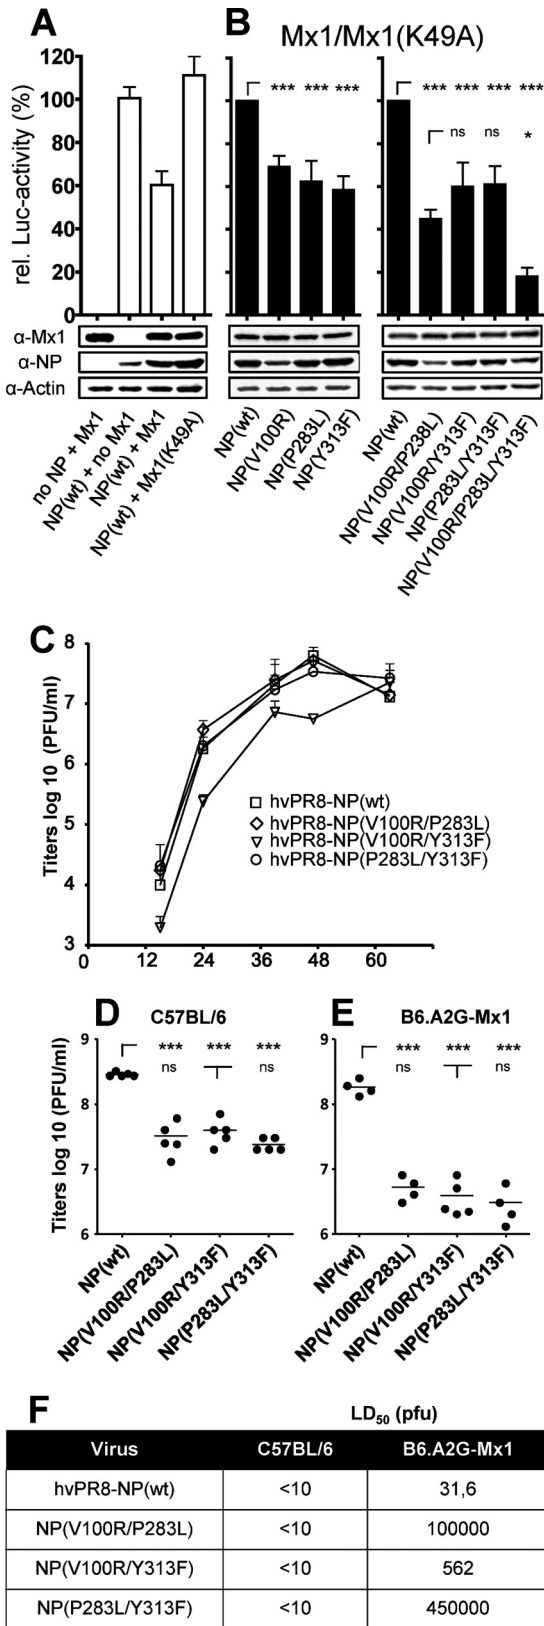 A
B
Mx1/Mx1(K49A)
rel. Luc-activity (%)
120
100
80
60
40
20
0
*** *** ***
*** *** *** ***
ns ns *
α-Mx1
α-NP
α-Actin
no NP + Mx1
NP(wt) + no Mx1
NP(wt) + Mx1
NP(wt) + Mx1(K49A)
NP(wt)
NP(V100R)
NP(P283L)
NP(Y313F)
NP(wt)
NP(V100R/P238L)
NP(V100R/Y313F)
NP(P283L/Y313F)
NP(V100R/P283L/Y313F)
C
Titers log 10 (PFU/ml)
8
7
6
5
4
3
0 12 24 36 48 60
hvPR8-NP(wt)
hvPR8-NP(V100R/P283L)
hvPR8-NP(V100R/Y313F)
hvPR8-NP(P283L/Y313F)
D
C57BL/6
Titers log 10 (PFU/ml)
9
8
7
6
*** *** ***
ns ns
NP(wt)
NP(V100R/P283L)
NP(V100R/Y313F)
NP(P283L/Y313F)
E
B6.A2G-Mx1
9
8
7
6
*** *** ***
ns ns
NP(wt)
NP(V100R/P283L)
NP(V100R/Y313F)
NP(P283L/Y313F)
F
LD50 (pfu)
Virus C57BL/6 B6.A2G-Mx1
hvPR8-NP(wt) <10 31,6
NP(V100R/P283L) <10 100000
NP(V100R/Y313F) <10 562
NP(P283L/Y313F) <10 450000